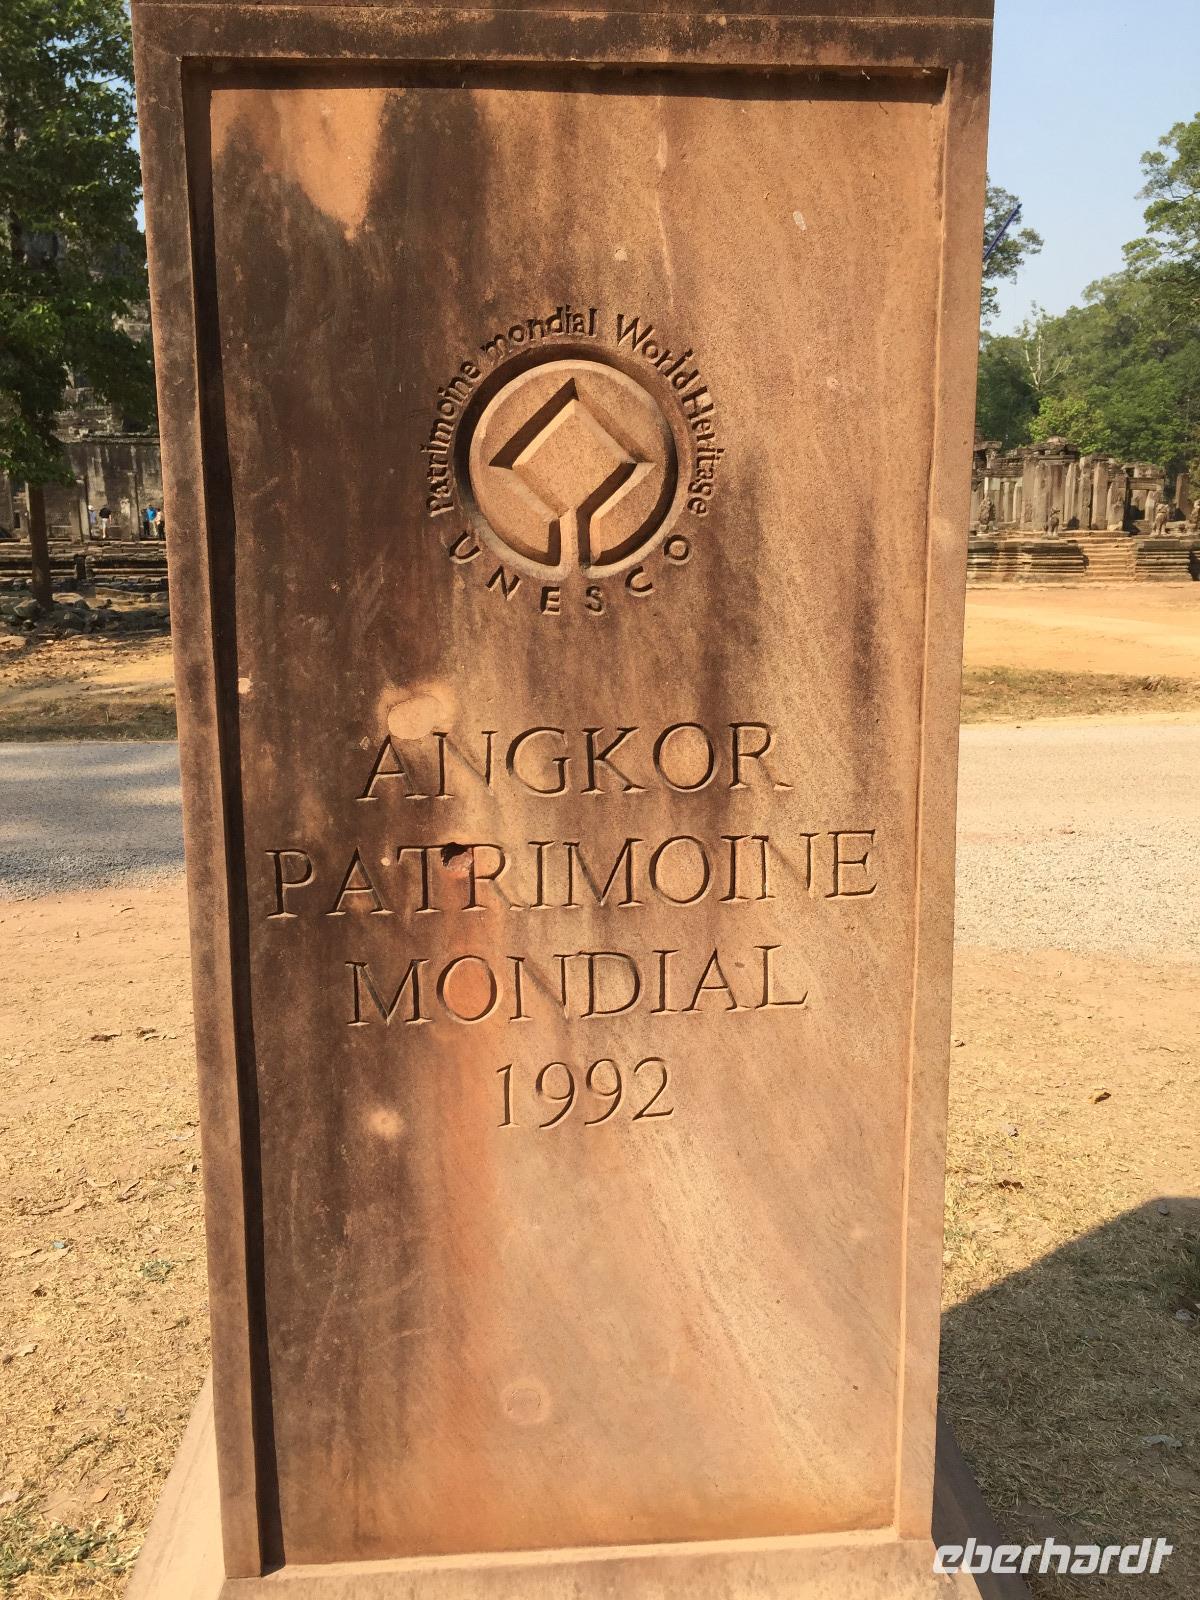 Patrimoine mondial World Heritage
UNESCO
ANGKOR
PATRIMOINE
MONDIAL
1992
eberhardt